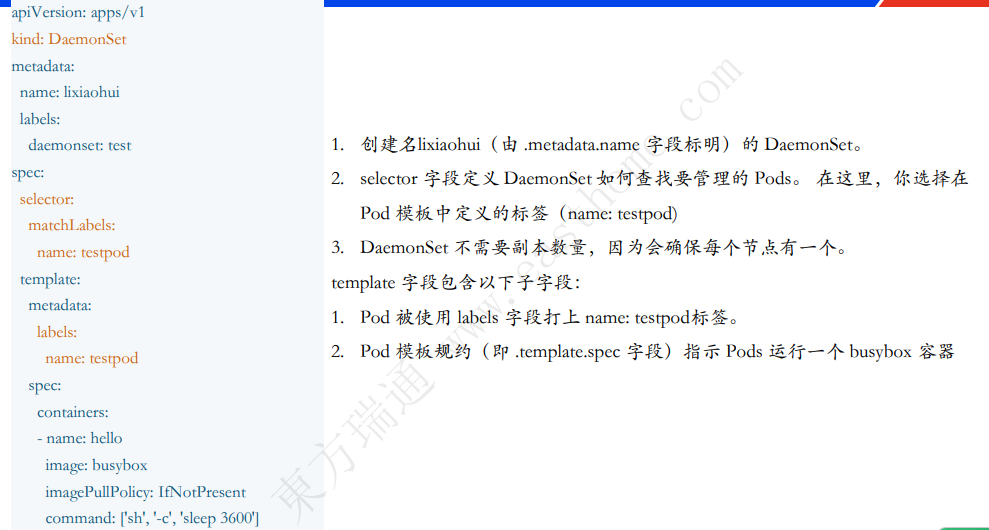 apiVersion: apps/v1
kind: DaemonSet
metadata:
  name: lixiaohui
  labels:
    daemonset: test
spec:
  selector:
    matchLabels:
      name: testpod
  template:
    metadata:
      labels:
        name: testpod
    spec:
      containers:
      - name: hello
        image: busybox
        imagePullPolicy: IfNotPresent
        command: ['sh', '-c', 'sleep 3600']
1. 创建名lixiaohui（由 .metadata.name 字段标明）的 DaemonSet。
2. selector 字段定义 DaemonSet 如何查找要管理的 Pods。 在这里，你选择在
Pod 模板中定义的标签（name: testpod)
3. DaemonSet 不需要副本数量，因为会确保每个节点有一个。
template 字段包含以下子字段：
1. Pod 被使用 labels 字段打上 name: testpod标签。
2. Pod 模板规约（即 .template.spec 字段）指示 Pods 运行一个 busybox 容器
東方瑞通 www.easthome.com